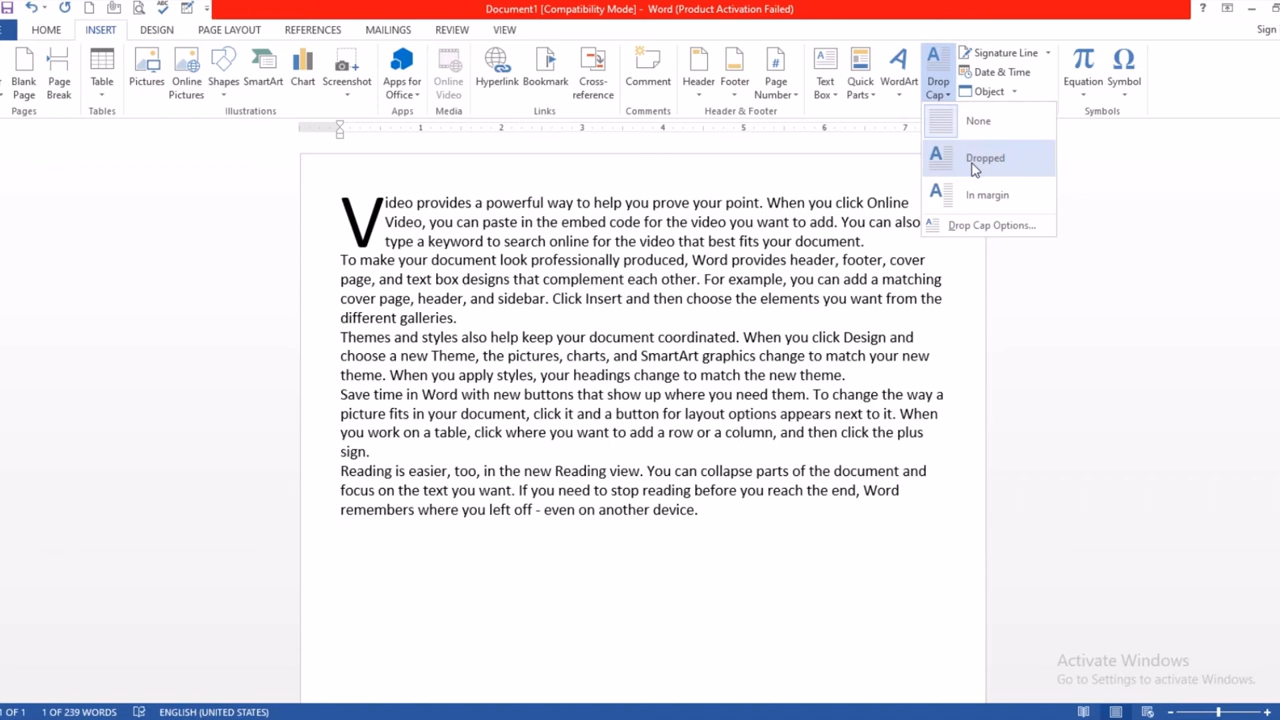 Document1 [Compatibility Mode] - Word (Product Activation Failed)
HOME INSERT DESIGN PAGE LAYOUT REFERENCES MAILINGS REVIEW VIEW Sign
Blank Page
Page Break
Table
Pictures
Online Pictures
Shapes
SmartArt
Chart
Screenshot
Apps for Office
Online Video
Hyperlink
Bookmark
Cross-reference
Comment
Header
Footer
Page Number
Text Box
Quick Parts
WordArt
Drop Cap
Signature Line
Date & Time
Object
Equation
Symbol
Pages Tables Illustrations Apps Media Links Comments Header & Footer Symbols
None
Dropped
In margin
Drop Cap Options...
1 2 3 4 5 6 7
Video provides a powerful way to help you prove your point. When you click Online
Video, you can paste in the embed code for the video you want to add. You can also
type a keyword to search online for the video that best fits your document.
To make your document look professionally produced, Word provides header, footer, cover
page, and text box designs that complement each other. For example, you can add a matching
cover page, header, and sidebar. Click Insert and then choose the elements you want from the
different galleries.
Themes and styles also help keep your document coordinated. When you click Design and
choose a new Theme, the pictures, charts, and SmartArt graphics change to match your new
theme. When you apply styles, your headings change to match the new theme.
Save time in Word with new buttons that show up where you need them. To change the way a
picture fits in your document, click it and a button for layout options appears next to it. When
you work on a table, click where you want to add a row or a column, and then click the plus
sign.
Reading is easier, too, in the new Reading view. You can collapse parts of the document and
focus on the text you want. If you need to stop reading before you reach the end, Word
remembers where you left off - even on another device.
Activate Windows
Go to Settings to activate Windows.
1 OF 1 1 OF 239 WORDS ENGLISH (UNITED STATES)